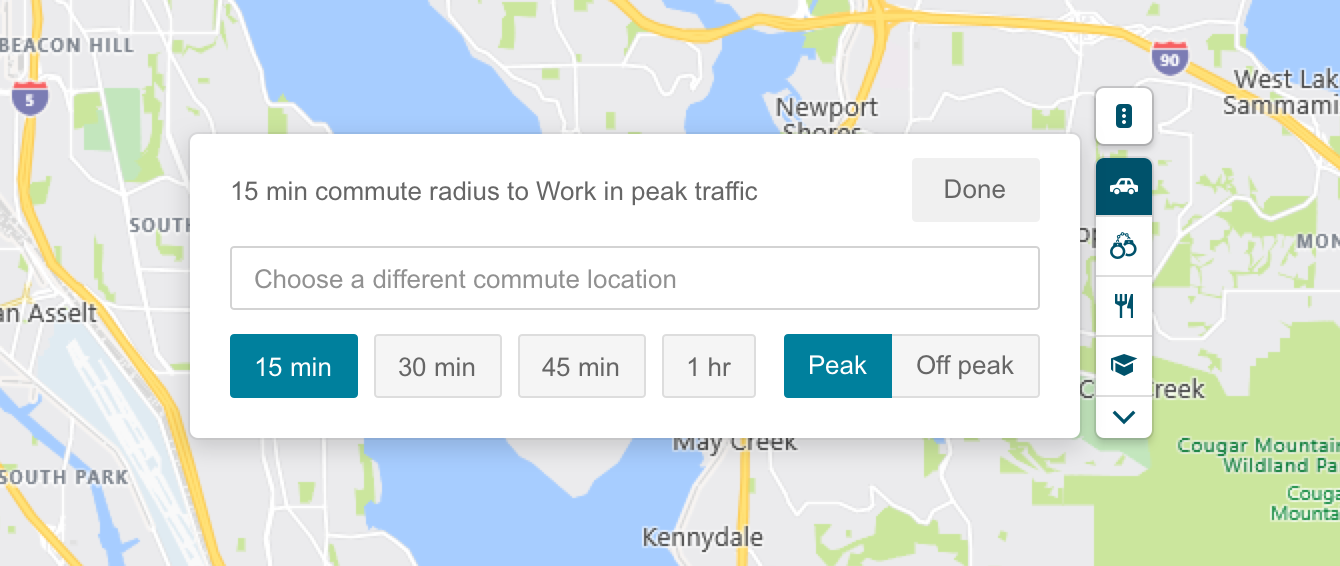 BEACON HILL
5
90
West Lak
Sammami
Newport
Shores
15 min commute radius to Work in peak traffic
Done
SOUTH
MON
Choose a different commute location
an Asselt
15 min
30 min
45 min
1 hr
Peak
Off peak
Creek
May Creek
Cougar Mountain
Wildland Pa
SOUTH PARK
Couga
Mounta
Kennydale